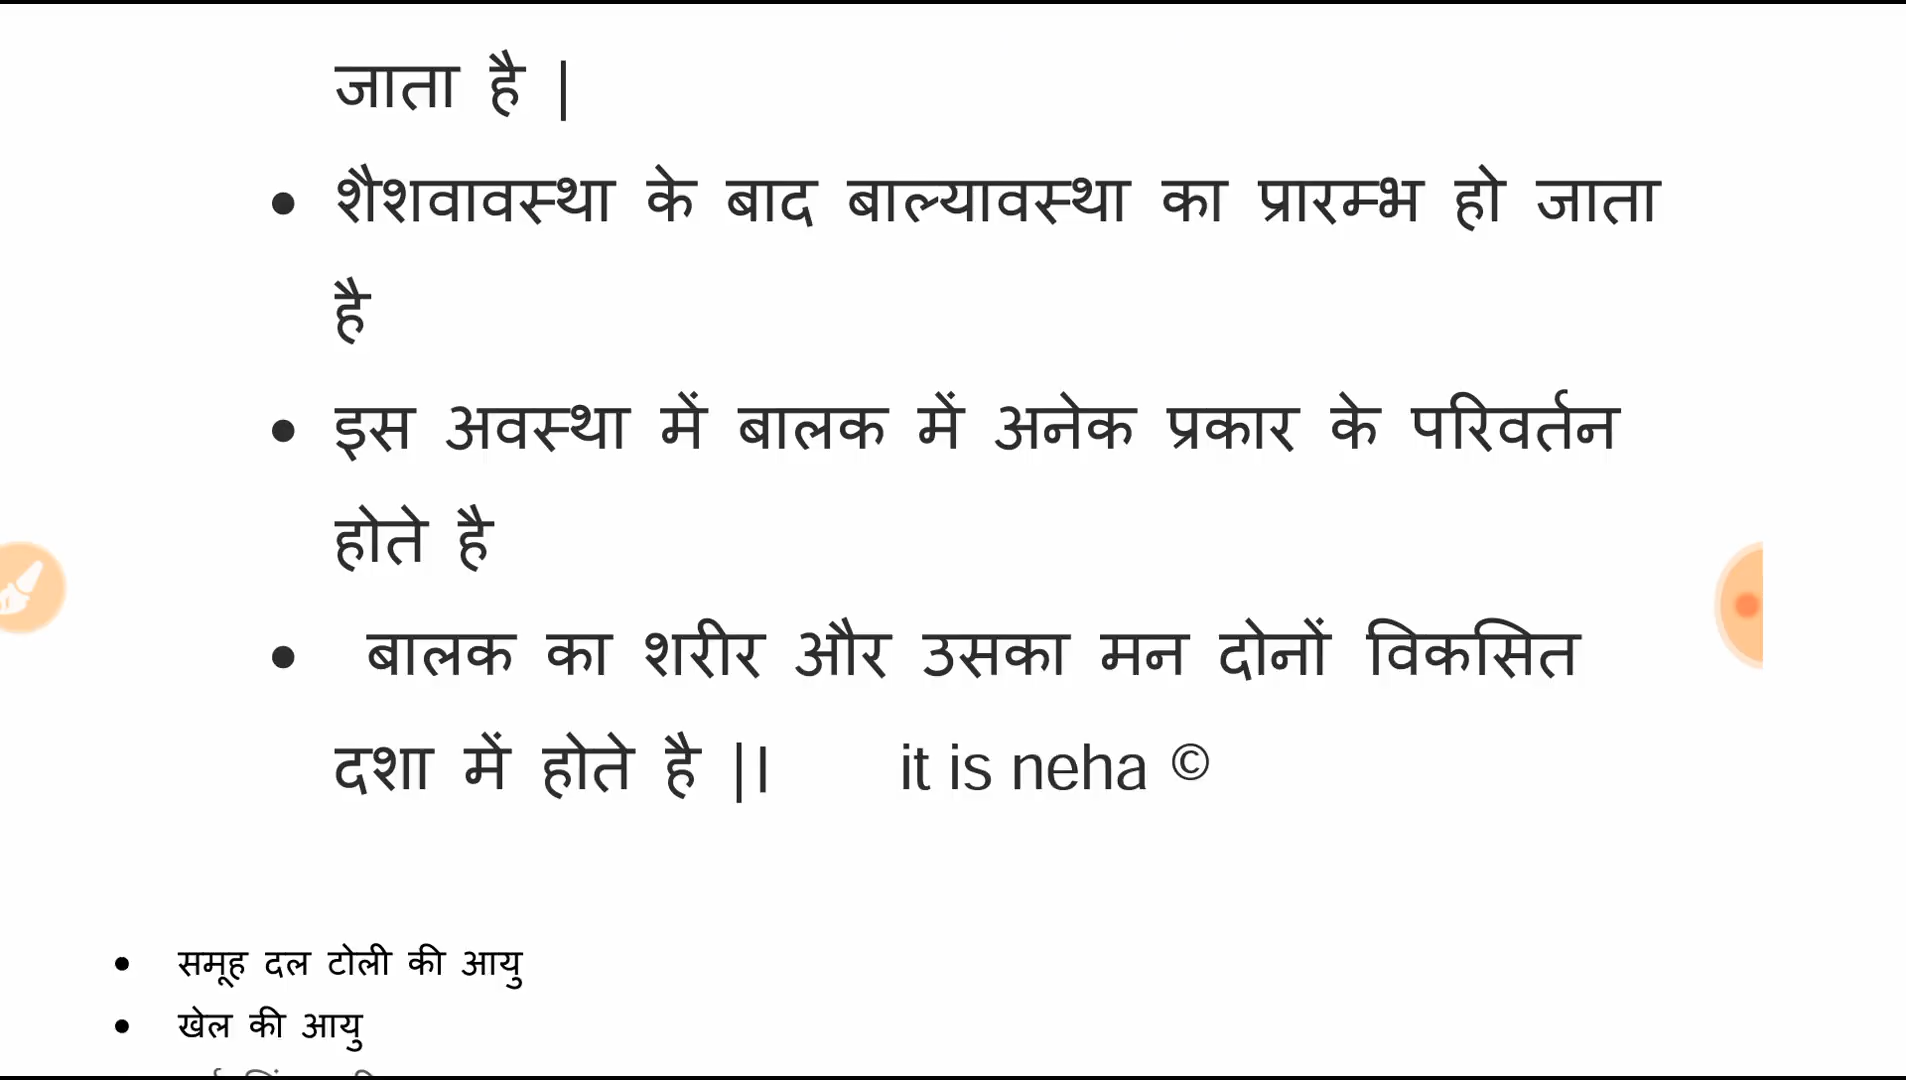 जाता है |
• शैशवावस्था के बाद बाल्यावस्था का प्रारम्भ हो जाता
है
• इस अवस्था में बालक में अनेक प्रकार के परिवर्तन
होते है
• बालक का शरीर और उसका मन दोनों विकसित
दशा में होते है |I it is neha ©
• समूह दल टोली की आयु
• खेल की आयु